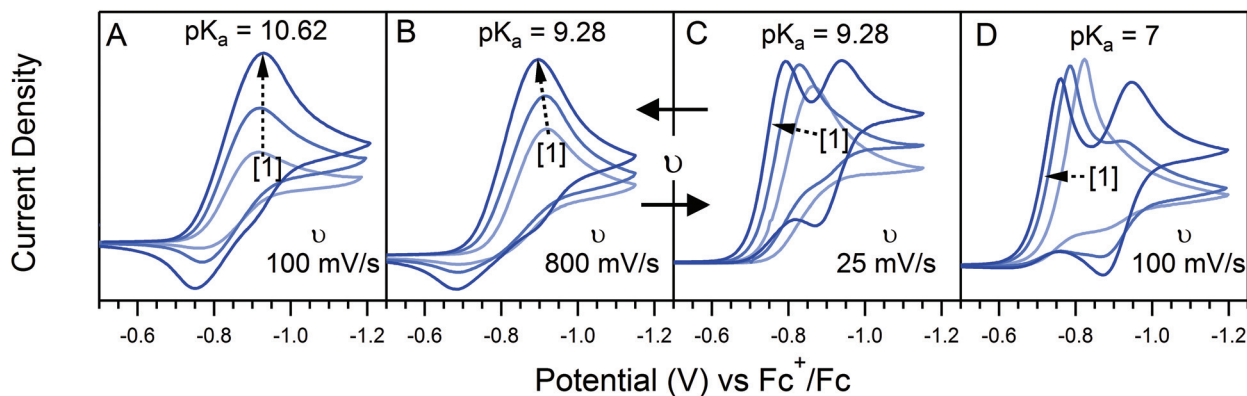 Current Density
A
pKa = 10.62
[1]
υ
100 mV/s
B
pKa = 9.28
[1]
υ
800 mV/s
υ
C
pKa = 9.28
[1]
υ
25 mV/s
D
pKa = 7
[1]
υ
100 mV/s
-0.6 -0.8 -1.0 -1.2
-0.6 -0.8 -1.0 -1.2
-0.6 -0.8 -1.0 -1.2
-0.6 -0.8 -1.0 -1.2
Potential (V) vs Fc⁺/Fc